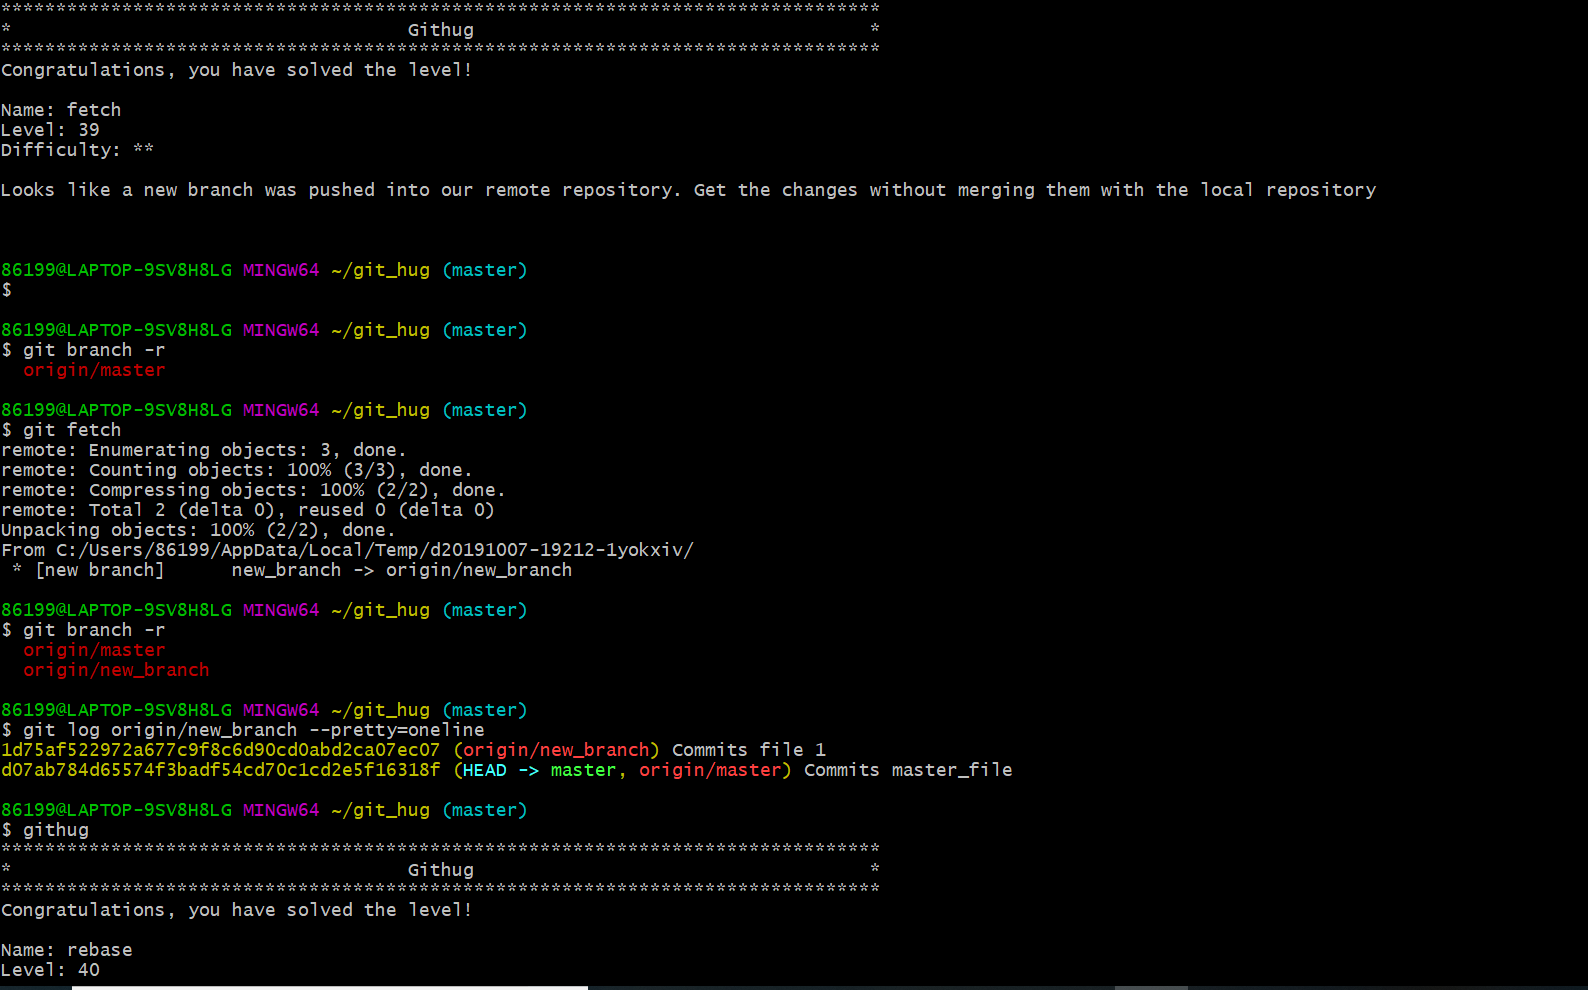 ********************************************************************************
*                                    Githug                                    *
********************************************************************************
Congratulations, you have solved the level!
Name: fetch
Level: 39
Difficulty: **
Looks like a new branch was pushed into our remote repository. Get the changes without merging them with the local repository
86199@LAPTOP-9SV8H8LG MINGW64 ~/git_hug (master)
$
86199@LAPTOP-9SV8H8LG MINGW64 ~/git_hug (master)
$ git branch -r
  origin/master
86199@LAPTOP-9SV8H8LG MINGW64 ~/git_hug (master)
$ git fetch
remote: Enumerating objects: 3, done.
remote: Counting objects: 100% (3/3), done.
remote: Compressing objects: 100% (2/2), done.
remote: Total 2 (delta 0), reused 0 (delta 0)
Unpacking objects: 100% (2/2), done.
From C:/Users/86199/AppData/Local/Temp/d20191007-19212-1yokxiv/
 * [new branch]      new_branch -> origin/new_branch
86199@LAPTOP-9SV8H8LG MINGW64 ~/git_hug (master)
$ git branch -r
  origin/master
  origin/new_branch
86199@LAPTOP-9SV8H8LG MINGW64 ~/git_hug (master)
$ git log origin/new_branch --pretty=oneline
1d75af522972a677c9f8c6d90cd0abd2ca07ec07 (origin/new_branch) Commits file 1
d07ab784d65574f3badf54cd70c1cd2e5f16318f (HEAD -> master, origin/master) Commits master_file
86199@LAPTOP-9SV8H8LG MINGW64 ~/git_hug (master)
$ githug
********************************************************************************
*                                    Githug                                    *
********************************************************************************
Congratulations, you have solved the level!
Name: rebase
Level: 40